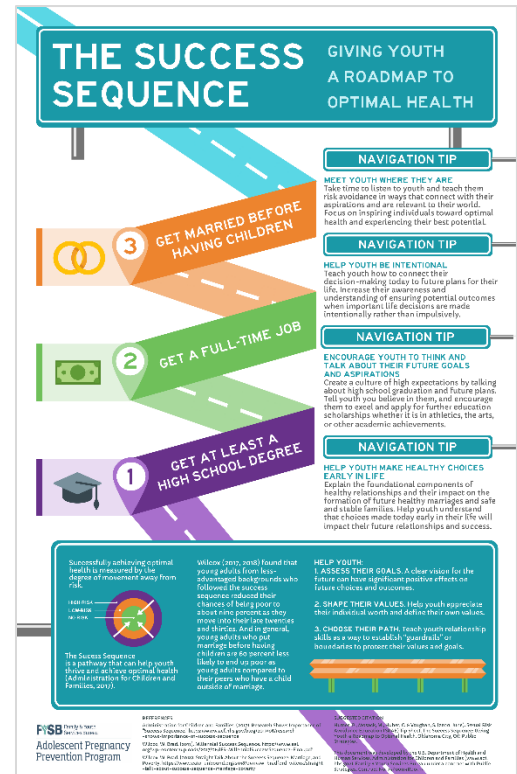 THE SUCCESS
SEQUENCE
GIVING YOUTH
A ROADMAP TO
OPTIMAL HEALTH
3
GET MARRIED BEFORE
HAVING CHILDREN
2
GET A FULL-TIME JOB
1
GET AT LEAST A
HIGH SCHOOL DEGREE
NAVIGATION TIP
MEET YOUTH WHERE THEY ARE
Take time to listen to youth and teach them
risk avoidance in ways that connect with their
aspirations and are relevant to their world.
Focus on inspiring individuals toward optimal
health and experiencing their best potential.
NAVIGATION TIP
HELP YOUTH BE INTENTIONAL
Teach youth how to connect their
decision-making today to future plans for their
life. Increase their awareness and
understanding of ensuring potential outcomes
when important life decisions are made
intentionally rather than impulsively.
NAVIGATION TIP
ENCOURAGE YOUTH TO THINK AND
TALK ABOUT THEIR FUTURE GOALS
AND ASPIRATIONS
Create a culture of high expectations by talking
about high school graduation and future plans.
Tell youth you believe in them, and encourage
them to excel and apply for further education
scholarships whether it is in athletics, the arts,
or other academic achievements.
NAVIGATION TIP
HELP YOUTH MAKE HEALTHY CHOICES
EARLY IN LIFE
Explain the foundational components of
healthy relationships and their impact on the
formation of future healthy marriages and safe
and stable families. Help youth understand
that choices made today early in their life will
impact their future relationships and success.
Successfully achieving optimal
health is measured by the
degree of movement away from
risk.
HIGH RISK
LOW RISK
NO RISK
The Sucess Sequence
is a pathway that can help youth
thrive and achieve optimal health
(Administration for Children and
Families, 2017).
Wilcox (2017, 2018) found that
young adults from less-
advantaged backgrounds who
followed the success
sequence reduced their
chances of being poor to
about nine percent as they
move into their late twenties
and thirties. And in general,
young adults who put
marriage before having
children are 60 percent less
likely to end up poor as
young adults compared to
their peers who have a child
outside of marriage.
HELP YOUTH:
1. ASSESS THEIR GOALS. A clear vision for the
future can have significant positive effects on
future choices and outcomes.
2. SHAPE THEIR VALUES. Help youth appreciate
their individual worth and define their own values.
3. CHOOSE THEIR PATH. Teach youth relationship
skills as a way to establish "guardrails" or
boundaries to protect their values and goals.
FYSB Family & Youth
Services Bureau
Adolescent Pregnancy
Prevention Program
REFERENCES
SUGGESTED CITATION